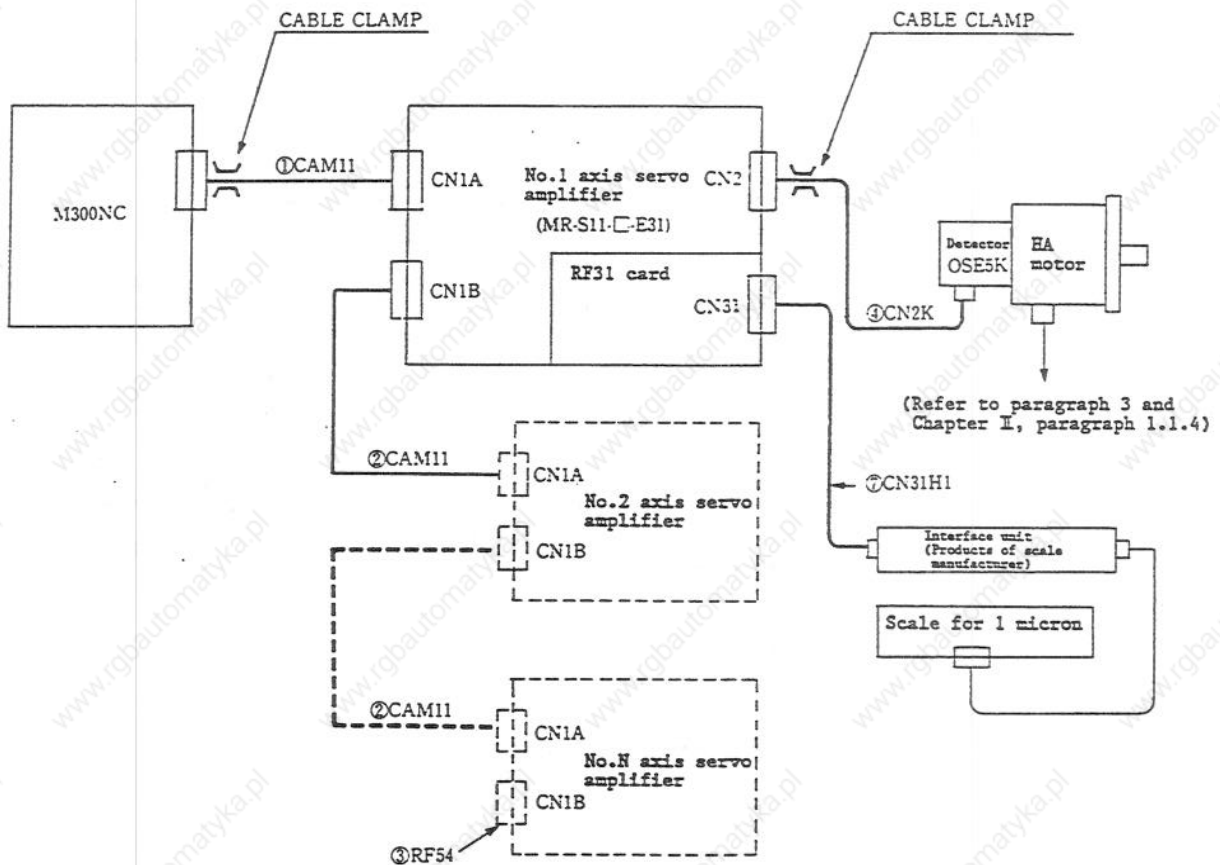 CABLE CLAMP
CABLE CLAMP
M300NC
①CAM11
CN1A
No.1 axis servo
amplifier
(MR-S11-□-E31)
CN2
CN1B
RF31 card
CN31
Detector
OSE5K
HA
motor
④CN2K
(Refer to paragraph 3 and
Chapter II, paragraph 1.1.4)
②CAM11
CN1A
No.2 axis servo
amplifier
CN1B
⑦CN31H1
Interface unit
(Products of scale
manufacturer)
Scale for 1 micron
②CAM11
CN1A
No.N axis servo
amplifier
CN1B
③RF54
www.rgbautomatyka.pl